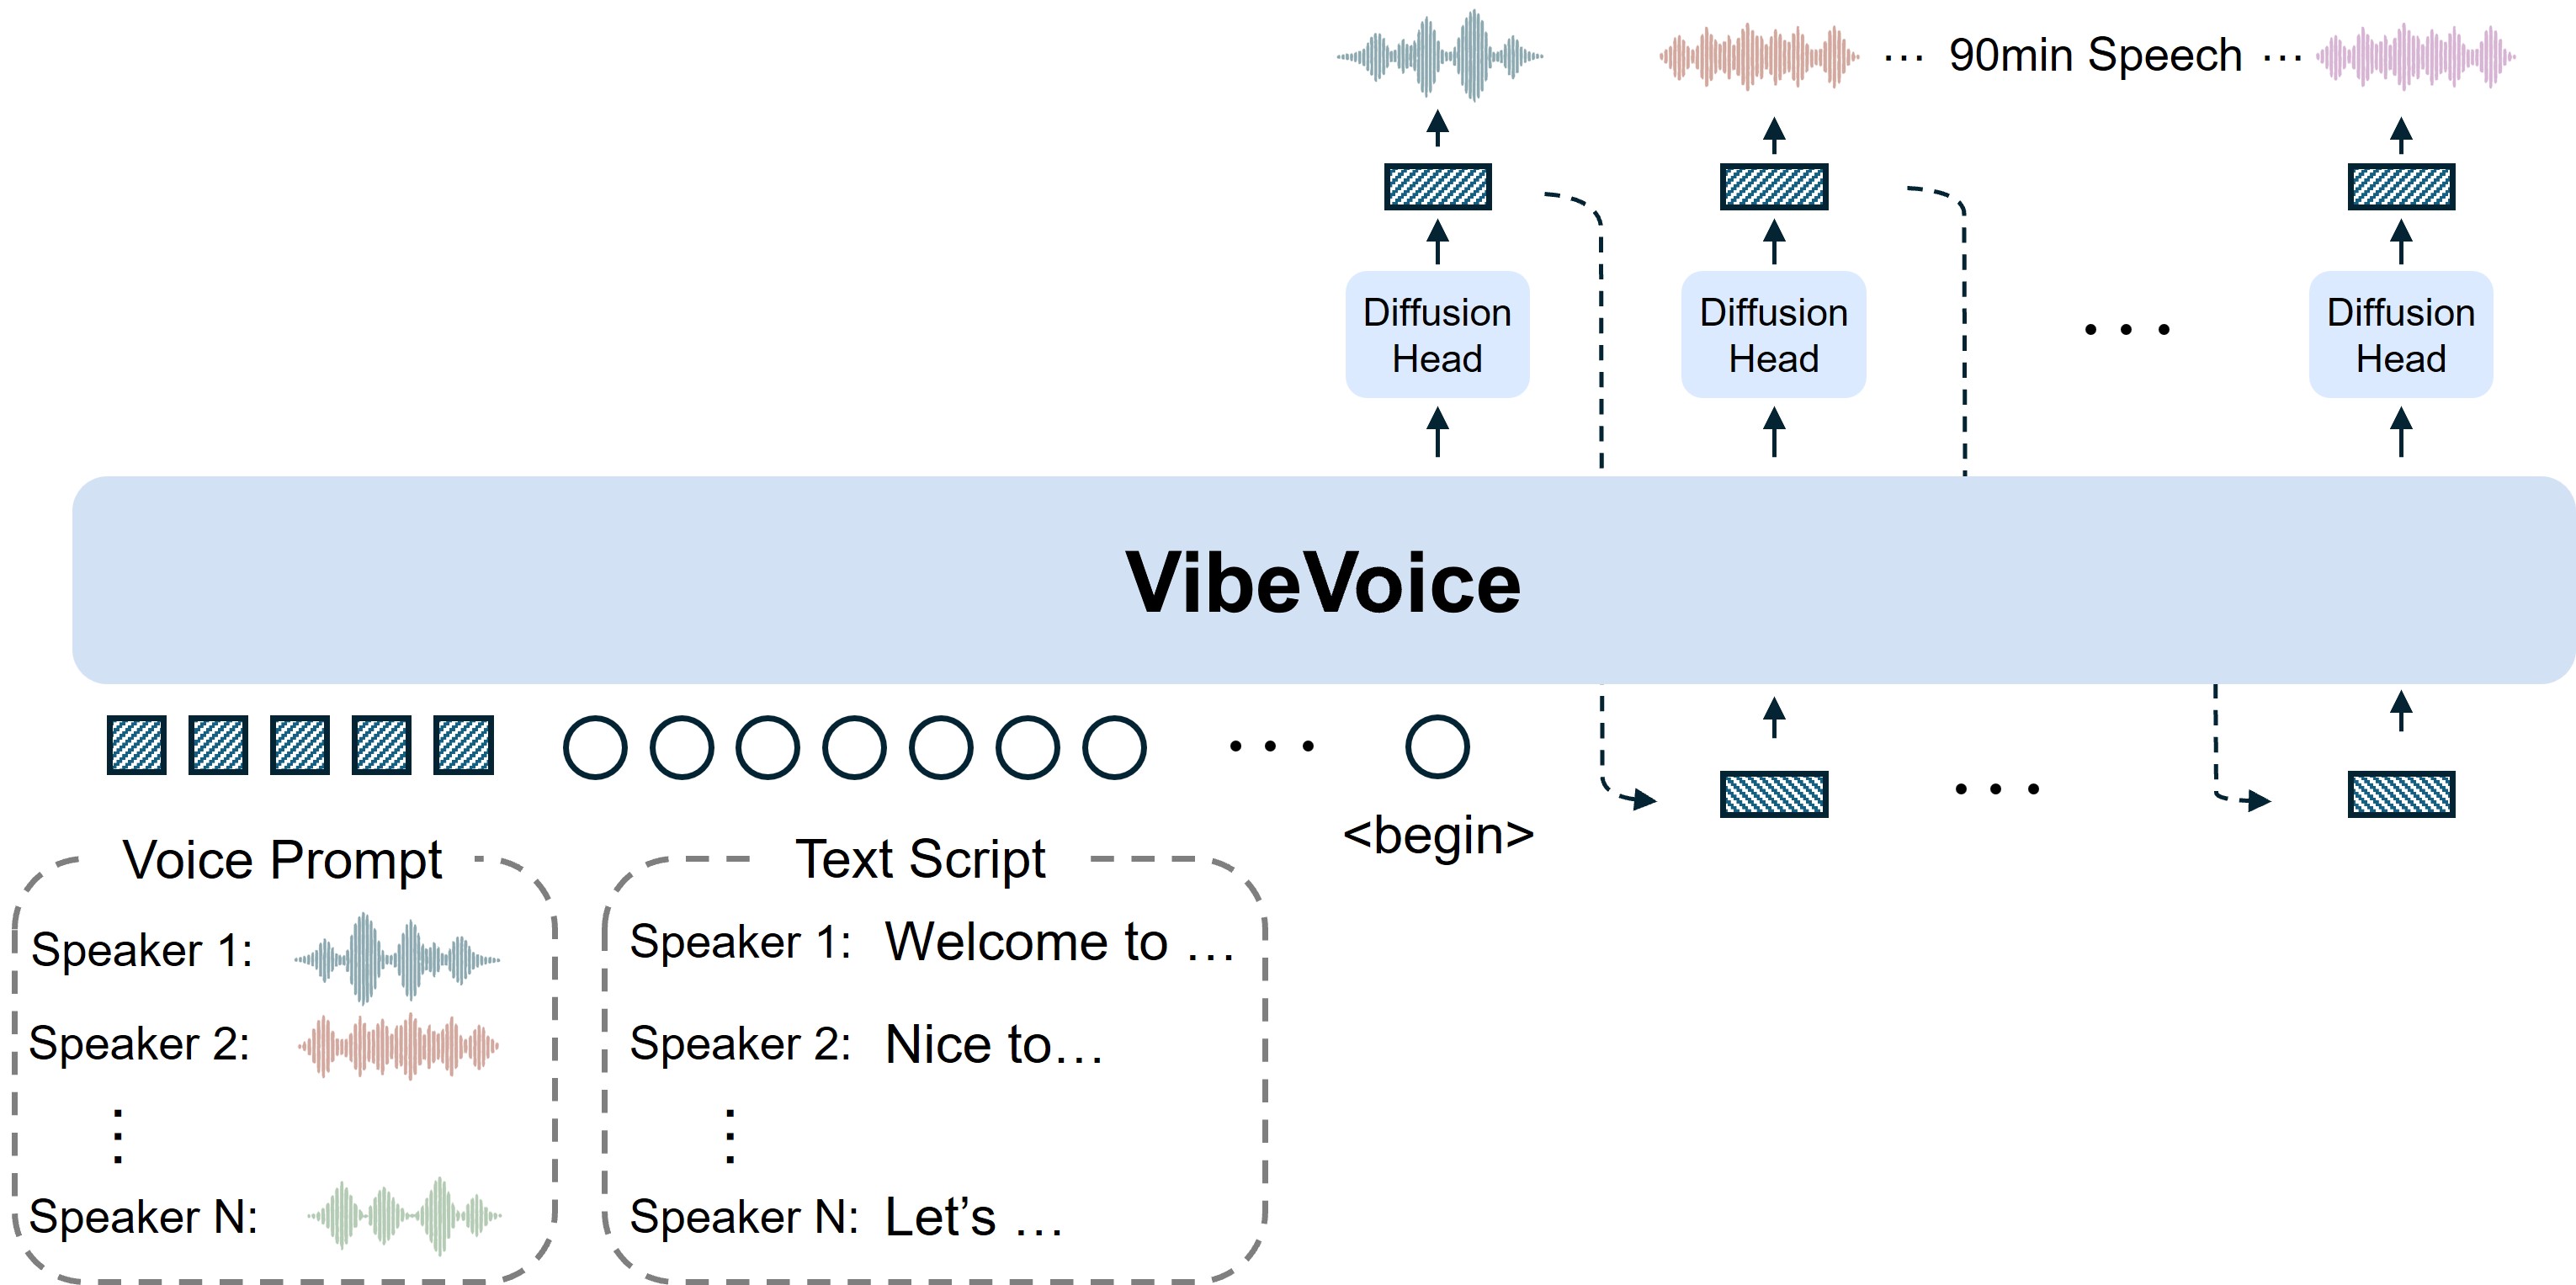 … 90min Speech …
Diffusion Head
Diffusion Head
. . .
Diffusion Head
VibeVoice
. . .
<begin>
. . .
Voice Prompt
Speaker 1:
Speaker 2:
⋮
Speaker N:
Text Script
Speaker 1: Welcome to …
Speaker 2: Nice to…
⋮
Speaker N: Let’s …